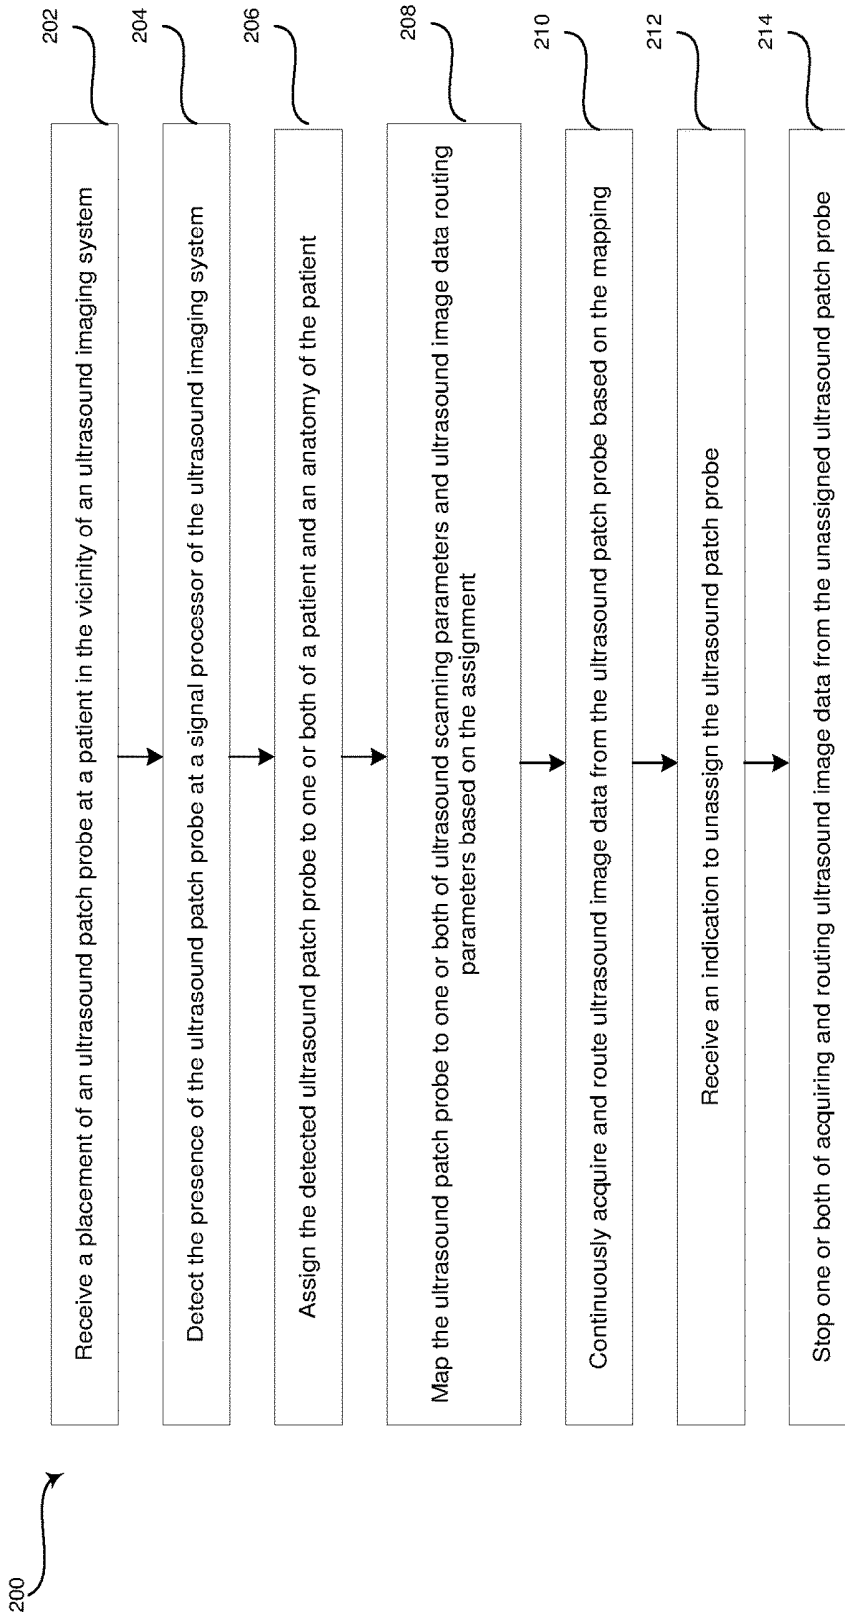 200
Receive a placement of an ultrasound patch probe at a patient in the vicinity of an ultrasound imaging system
202
Detect the presence of the ultrasound patch probe at a signal processor of the ultrasound imaging system
204
Assign the detected ultrasound patch probe to one or both of a patient and an anatomy of the patient
206
Map the ultrasound patch probe to one or both of ultrasound scanning parameters and ultrasound image data routing
parameters based on the assignment
208
Continuously acquire and route ultrasound image data from the ultrasound patch probe based on the mapping
210
Receive an indication to unassign the ultrasound patch probe
212
Stop one or both of acquiring and routing ultrasound image data from the unassigned ultrasound patch probe
214